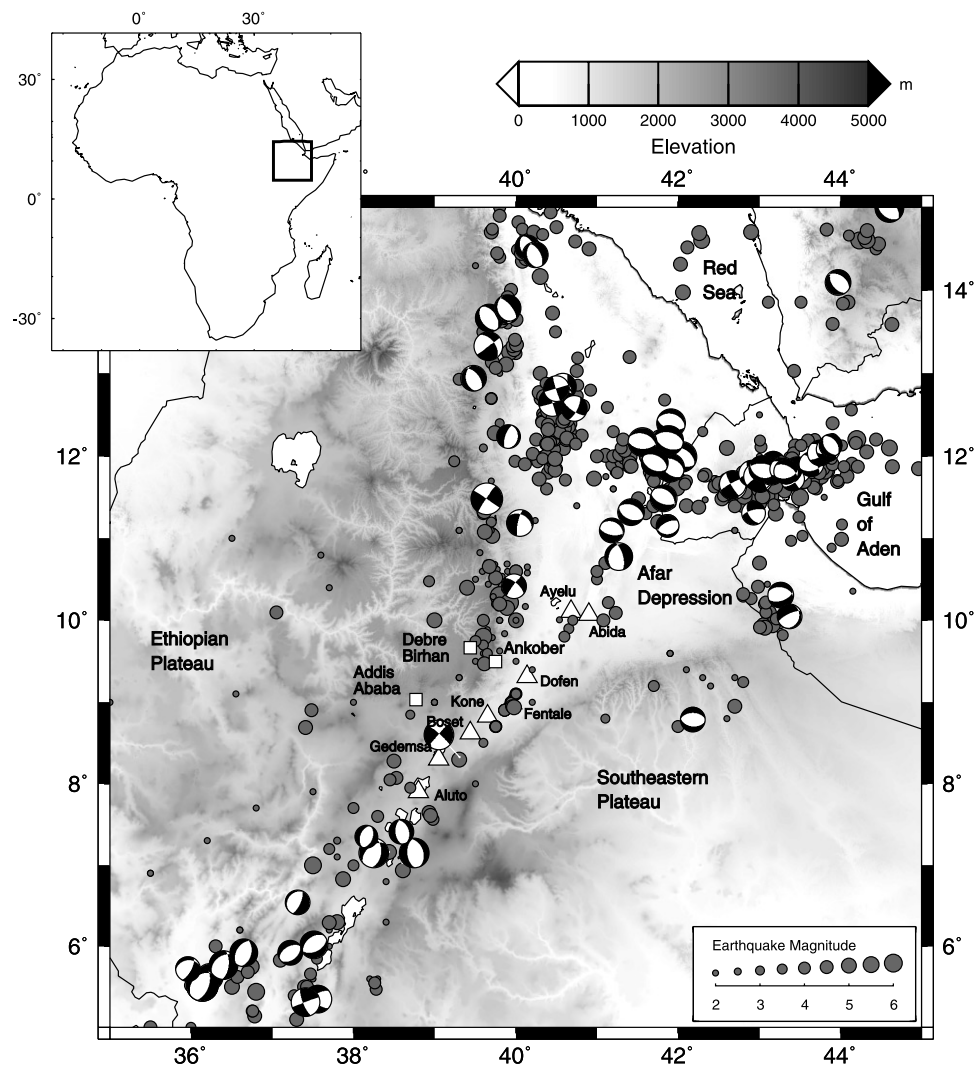 0° 30°
30°
0°
-30°
m
0 1000 2000 3000 4000 5000
Elevation
40° 42° 44°
14°
12°
10°
8°
6°
Red
Sea
Gulf
of
Aden
Afar
Depression
Ayelu
Abida
Ethiopian
Plateau
Debre
Birhan
Ankober
Addis
Ababa
Dofen
Kone
Fentale
Boset
Gedemsa
Aluto
Southeastern
Plateau
Earthquake Magnitude
2 3 4 5 6
14°
12°
10°
8°
6°
36° 38° 40° 42° 44°